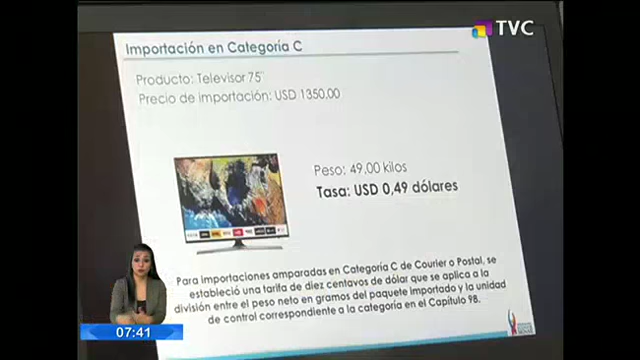 TVC
Importación en Categoría C
Producto: Televisor 75"
Precio de importación: USD 1350,00
Peso: 49,00 kilos
Tasa: USD 0,49 dólares
Para importaciones amparadas en Categoría C de Courier o Postal, se
estableció una tarifa de diez centavos de dólar que se aplica a la
división entre el peso neto en gramos del paquete importado y la unidad
de control correspondiente a la categoría en el Capítulo 98.
07:41